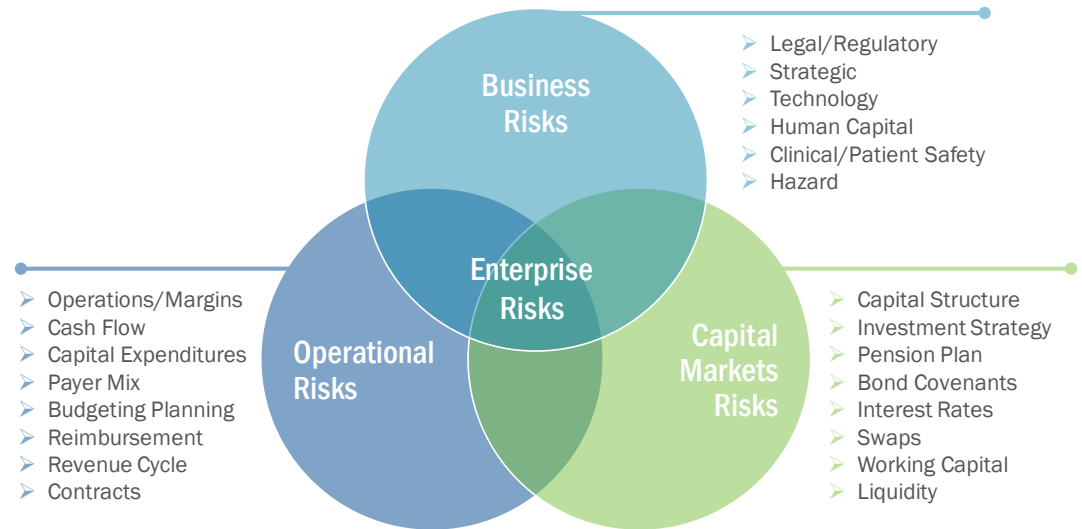 Business
Risks
Legal/Regulatory
Strategic
Technology
Human Capital
Clinical/Patient Safety
Hazard
Enterprise
Risks
Operations/Margins
Cash Flow
Capital Expenditures
Payer Mix
Budgeting Planning
Reimbursement
Revenue Cycle
Contracts
Operational
Risks
Capital
Markets
Risks
Capital Structure
Investment Strategy
Pension Plan
Bond Covenants
Interest Rates
Swaps
Working Capital
Liquidity